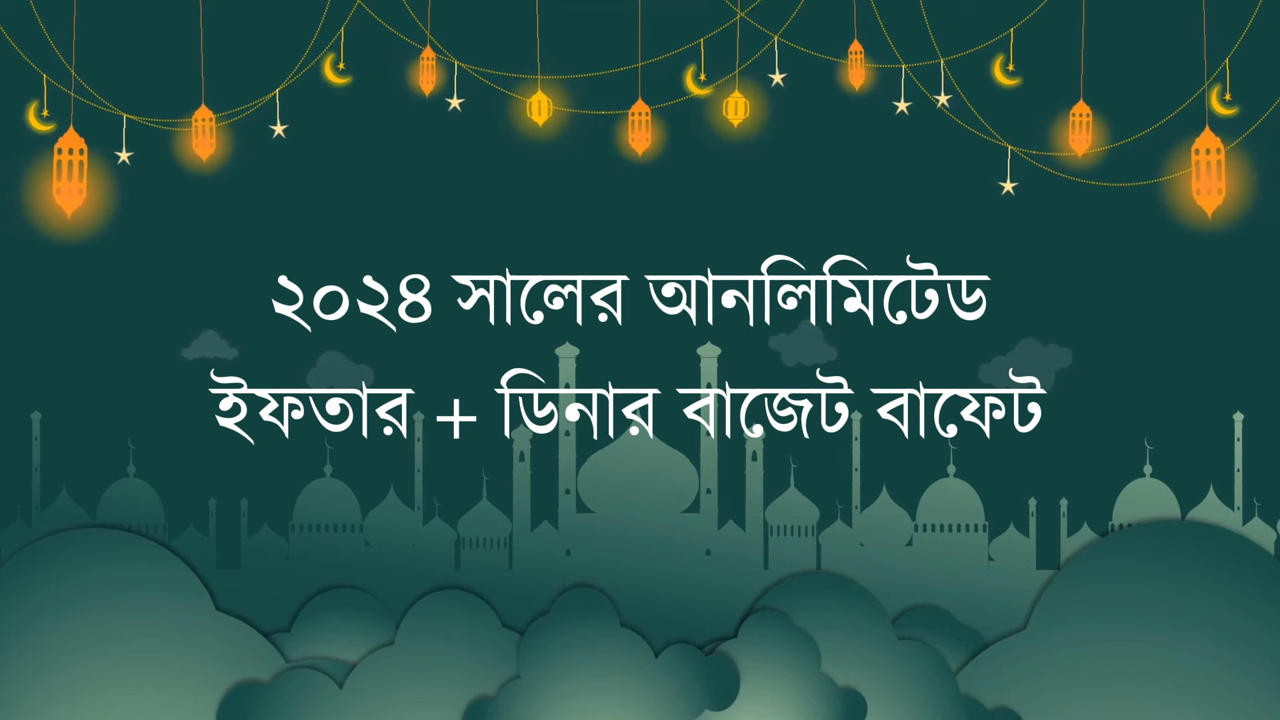 ২০২৪ সালের আনলিমিটেড
ইফতার + ডিনার বাজেট বাফেট